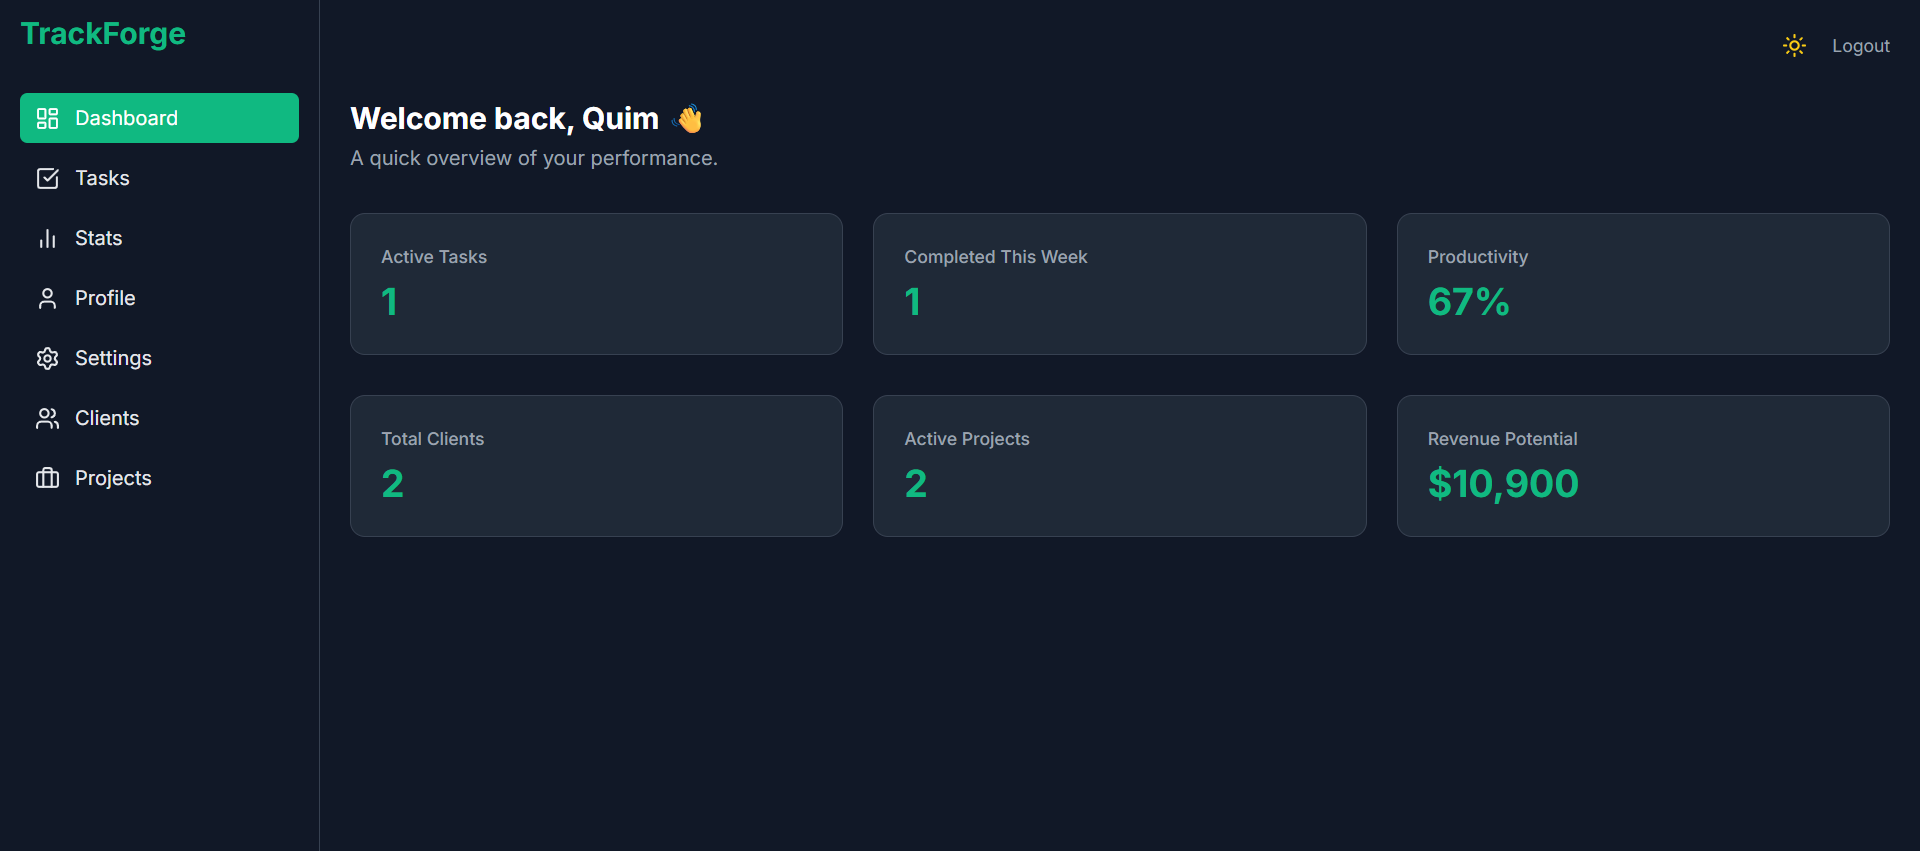 TrackForge
Logout
Dashboard
Tasks
Stats
Profile
Settings
Clients
Projects
Welcome back, Quim 👋
A quick overview of your performance.
Active Tasks
1
Completed This Week
1
Productivity
67%
Total Clients
2
Active Projects
2
Revenue Potential
$10,900